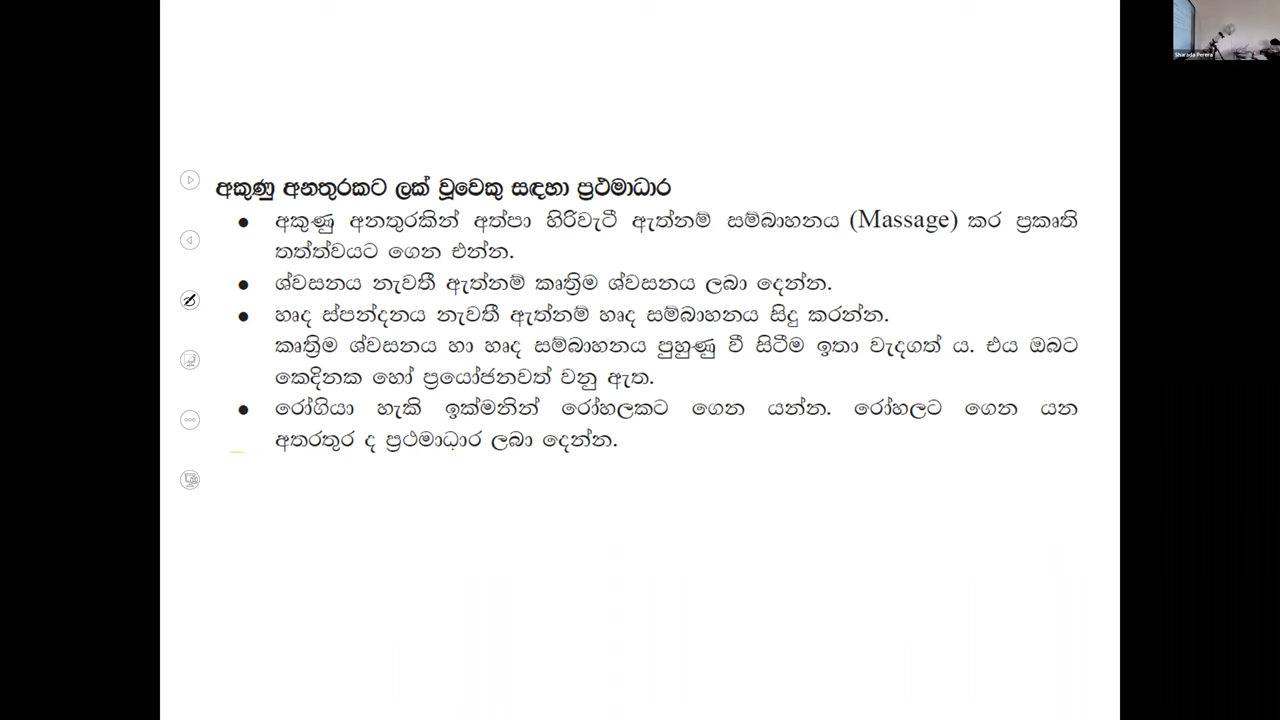 Sharada Perera
අකුණු අනතුරකට ලක් වූවෙකු සඳහා ප්‍රථමාධාර
● අකුණු අනතුරකින් අත්පා හිරිවැටී ඇත්නම් සම්බාහනය (Massage) කර ප්‍රකෘති
තත්ත්වයට ගෙන එන්න.
● ශ්වසනය නැවතී ඇත්නම් කෘත්‍රිම ශ්වසනය ලබා දෙන්න.
● හෘද ස්පන්දනය නැවතී ඇත්නම් හෘද සම්බාහනය සිදු කරන්න.
කෘත්‍රිම ශ්වසනය හා හෘද සම්බාහනය පුහුණු වී සිටීම ඉතා වැදගත් ය. එය ඔබට
කෙදිනක හෝ ප්‍රයෝජනවත් වනු ඇත.
● රෝගියා හැකි ඉක්මනින් රෝහලකට ගෙන යන්න. රෝහලට ගෙන යන
අතරතුර ද ප්‍රථමාධාර ලබා දෙන්න.